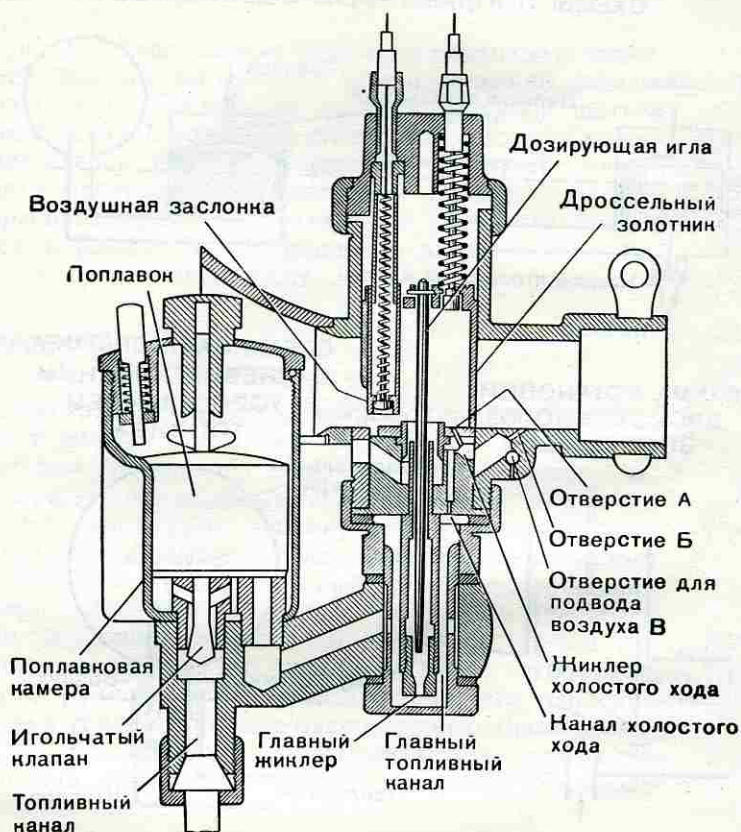 Дозирующая игла
Дроссельный
золотник
Воздушная заслонка
Поплавок
Отверстие А
Отверстие Б
Отверстие для
подвода
воздуха В
Жиклер
холостого хода
Канал холостого
хода
Поплавковая
камера
Игольчатый
клапан
Топливный
канал
Главный
жиклер
Главный
топливный
канал